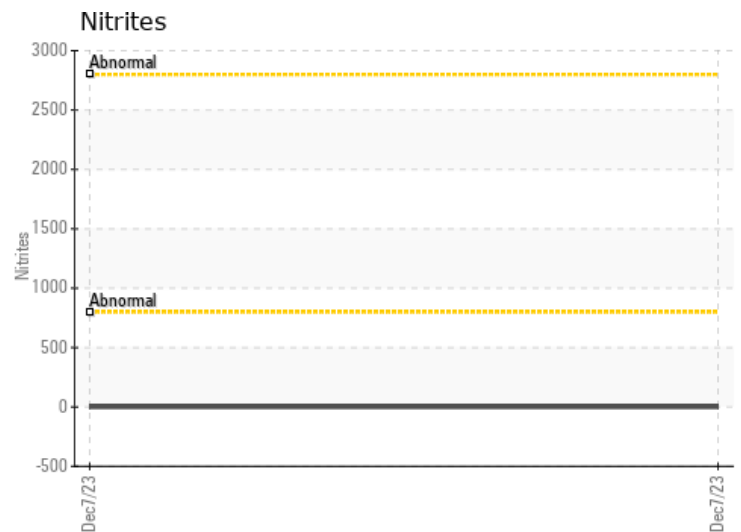 Nitrites
3000
Abnormal
2500
2000
1500
Nitrites
1000
Abnormal
500
0
-500
Dec7/23
Dec7/23